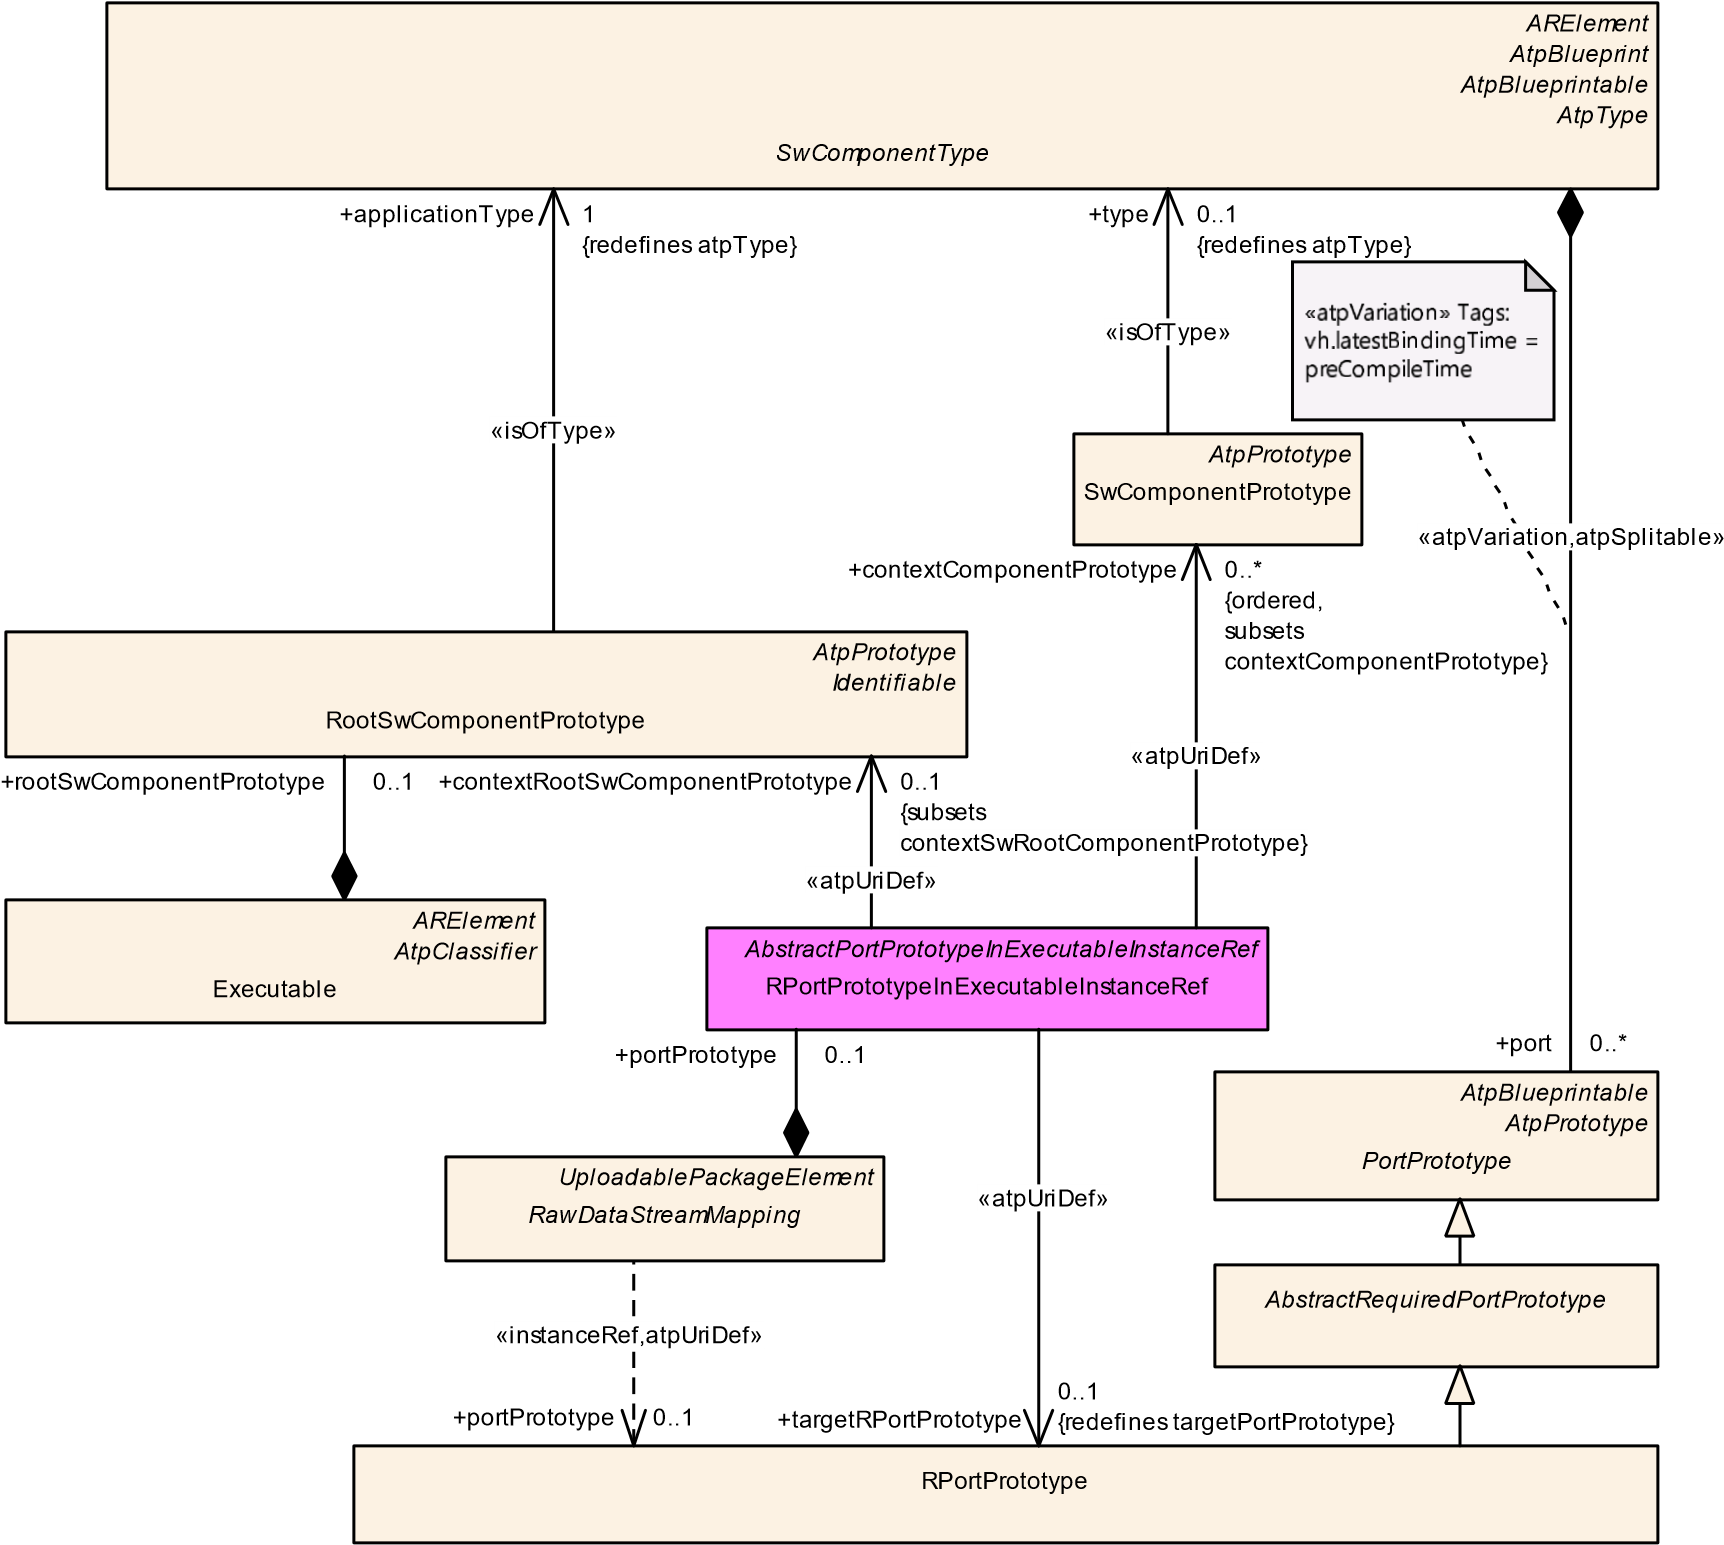 ARElement
AtpBlueprint
AtpBlueprintable
AtpType
SwComponentType
+applicationType
1
{redefines atpType}
+type
0..1
{redefines atpType}
«atpVariation» Tags:
vh.latestBindingTime =
preCompileTime
«isOfType»
«isOfType»
AtpPrototype
SwComponentPrototype
«atpVariation,atpSplitable»
+contextComponentPrototype
0..*
{ordered,
subsets
contextComponentPrototype}
AtpPrototype
Identifiable
RootSwComponentPrototype
«atpUriDef»
+rootSwComponentPrototype
0..1
+contextRootSwComponentPrototype
0..1
{subsets
contextSwRootComponentPrototype}
«atpUriDef»
ARElement
AtpClassifier
Executable
AbstractPortPrototypeInExecutableInstanceRef
RPortPrototypeInExecutableInstanceRef
+portPrototype
0..1
+port
0..*
AtpBlueprintable
AtpPrototype
PortPrototype
UploadablePackageElement
RawDataStreamMapping
«atpUriDef»
AbstractRequiredPortPrototype
«instanceRef,atpUriDef»
+portPrototype
0..1
+targetRPortPrototype
0..1
{redefines targetPortPrototype}
RPortPrototype